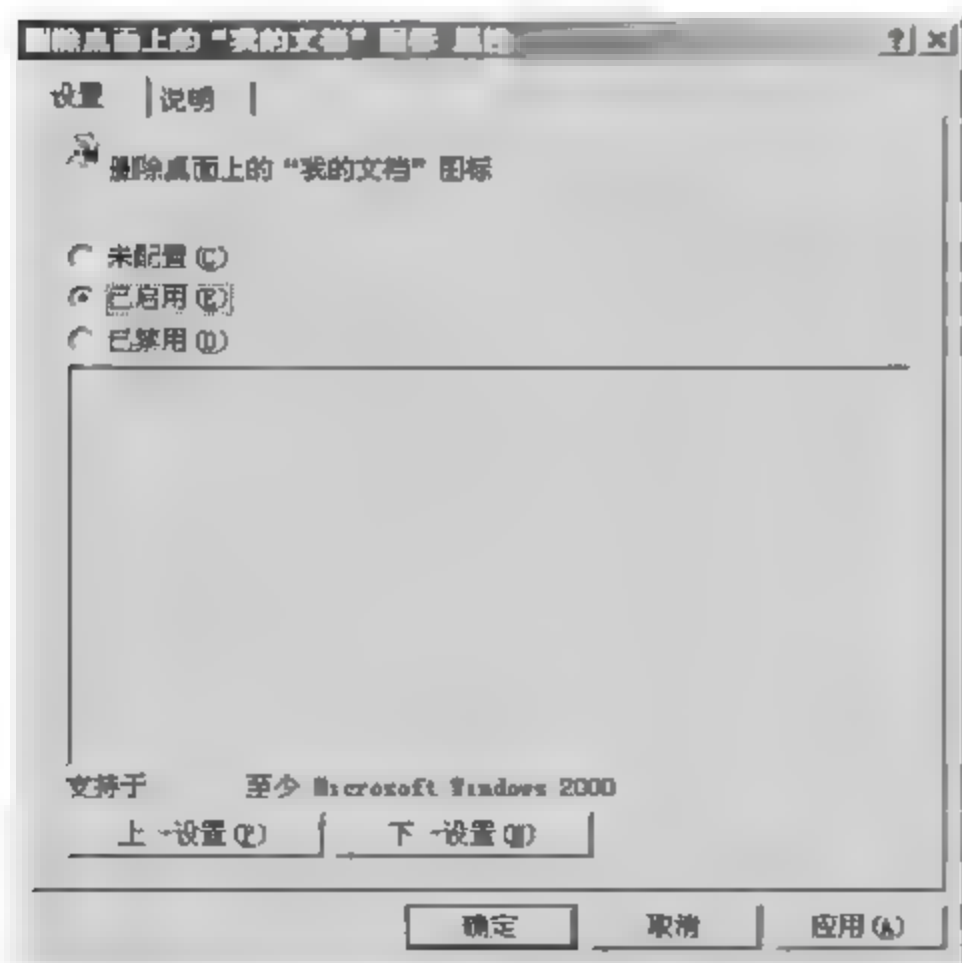 删除桌面上的“我的文档”图标 属性
设置 说明
删除桌面上的“我的文档”图标
未配置(C)
已启用(E)
已禁用(D)
支持于 至少 Microsoft Windows 2000
上一设置(P) 下一设置(N)
确定 取消 应用(A)